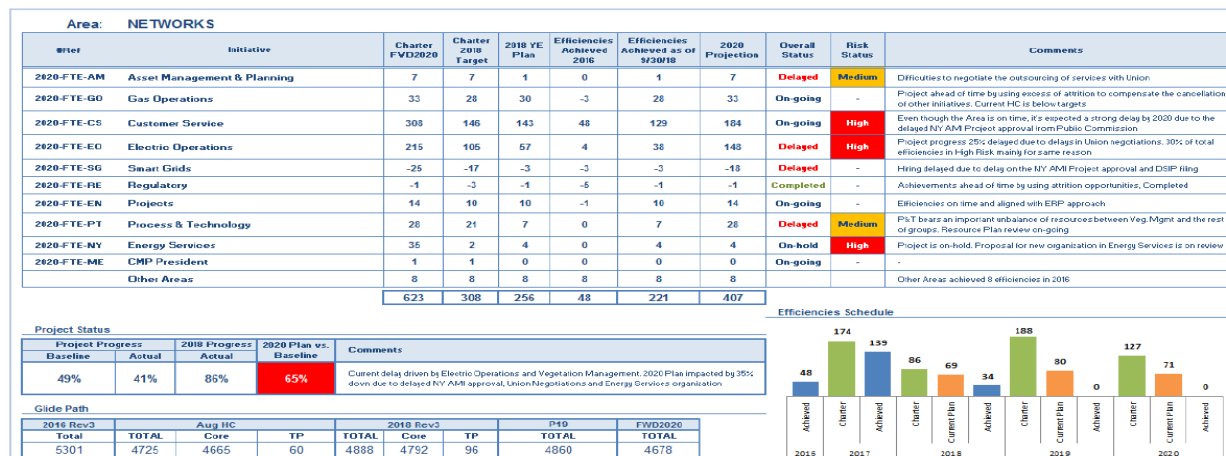 Area: NETWORKS
#Ref Initiative Charter FWD2020 Charter 2018 Target 2018 YE Plan Efficiencies Achieved 2016 Efficiencies Achieved as of 9/30/18 2020 Projection Overall Status Risk Status Comments
2020-FTE-AM Asset Management & Planning 7 7 1 0 1 7 Delayed Medium Difficulties to negotiate the outsourcing of services with Union
2020-FTE-GO Gas Operations 33 28 30 -3 28 33 On-going - Project ahead of time by using excess of attrition to compensate the cancellation
of other initiatives. Current HC is below targets
2020-FTE-CS Customer Service 308 146 143 48 129 184 On-going High Even though the Area is on time, it's expected a strong delay by 2020 due to the
delayed NY AMI Project approval from Public Commission
2020-FTE-EO Electric Operations 215 105 57 4 38 148 Delayed High Project progress 25% delayed due to delays in Union negotiations. 30% of total
efficiencies in High Risk mainly for same reason
2020-FTE-SG Smart Grids -25 -17 -3 -3 -3 -18 Delayed - Hiring delayed due to delay on the NY AMI Project approval and DSIP filing
2020-FTE-RE Regulatory -1 -3 -1 -5 -1 -1 Completed - Achievements ahead of time by using attrition opportunities, Completed
2020-FTE-EN Projects 14 10 10 -1 10 14 On-going - Efficiencies on time and aligned with ERP approach
2020-FTE-PT Process & Technology 28 21 7 0 7 28 Delayed Medium P&T bears an important unbalance of resources between Veg. Mgmt and the rest
of groups. Resource Plan review on-going
2020-FTE-NY Energy Services 35 2 4 0 4 4 On-hold High Project is on-hold. Proposal for new organization in Energy Services is on review
2020-FTE-ME CMP President 1 1 0 0 0 0 On-going - -
Other Areas 8 8 8 8 8 8 Other Areas achieved 8 efficiencies in 2016
623 308 256 48 221 407
Project Status
Project Progress 2018 Progress 2020 Plan vs. Baseline Comments
Baseline Actual Actual
49% 41% 86% 65% Current delay driven by Electric Operations and Vegetation Management. 2020 Plan impacted by 35%
down due to delayed NY AMI approval, Union Negotiations and Energy Services organization
Glide Path
2016 Rev3 Aug HC 2018 Rev3 P19 FWD2020
Total TOTAL Core TP TOTAL Core TP TOTAL TOTAL
5301 4725 4665 60 4888 4792 96 4860 4678
Efficiencies Schedule
48 174 139 86 69 34 188 80 0 127 71 0
Achieved Charter Achieved Charter Current Plan Achieved Charter Current Plan Achieved Charter Current Plan Achieved
2016 2017 2018 2019 2020